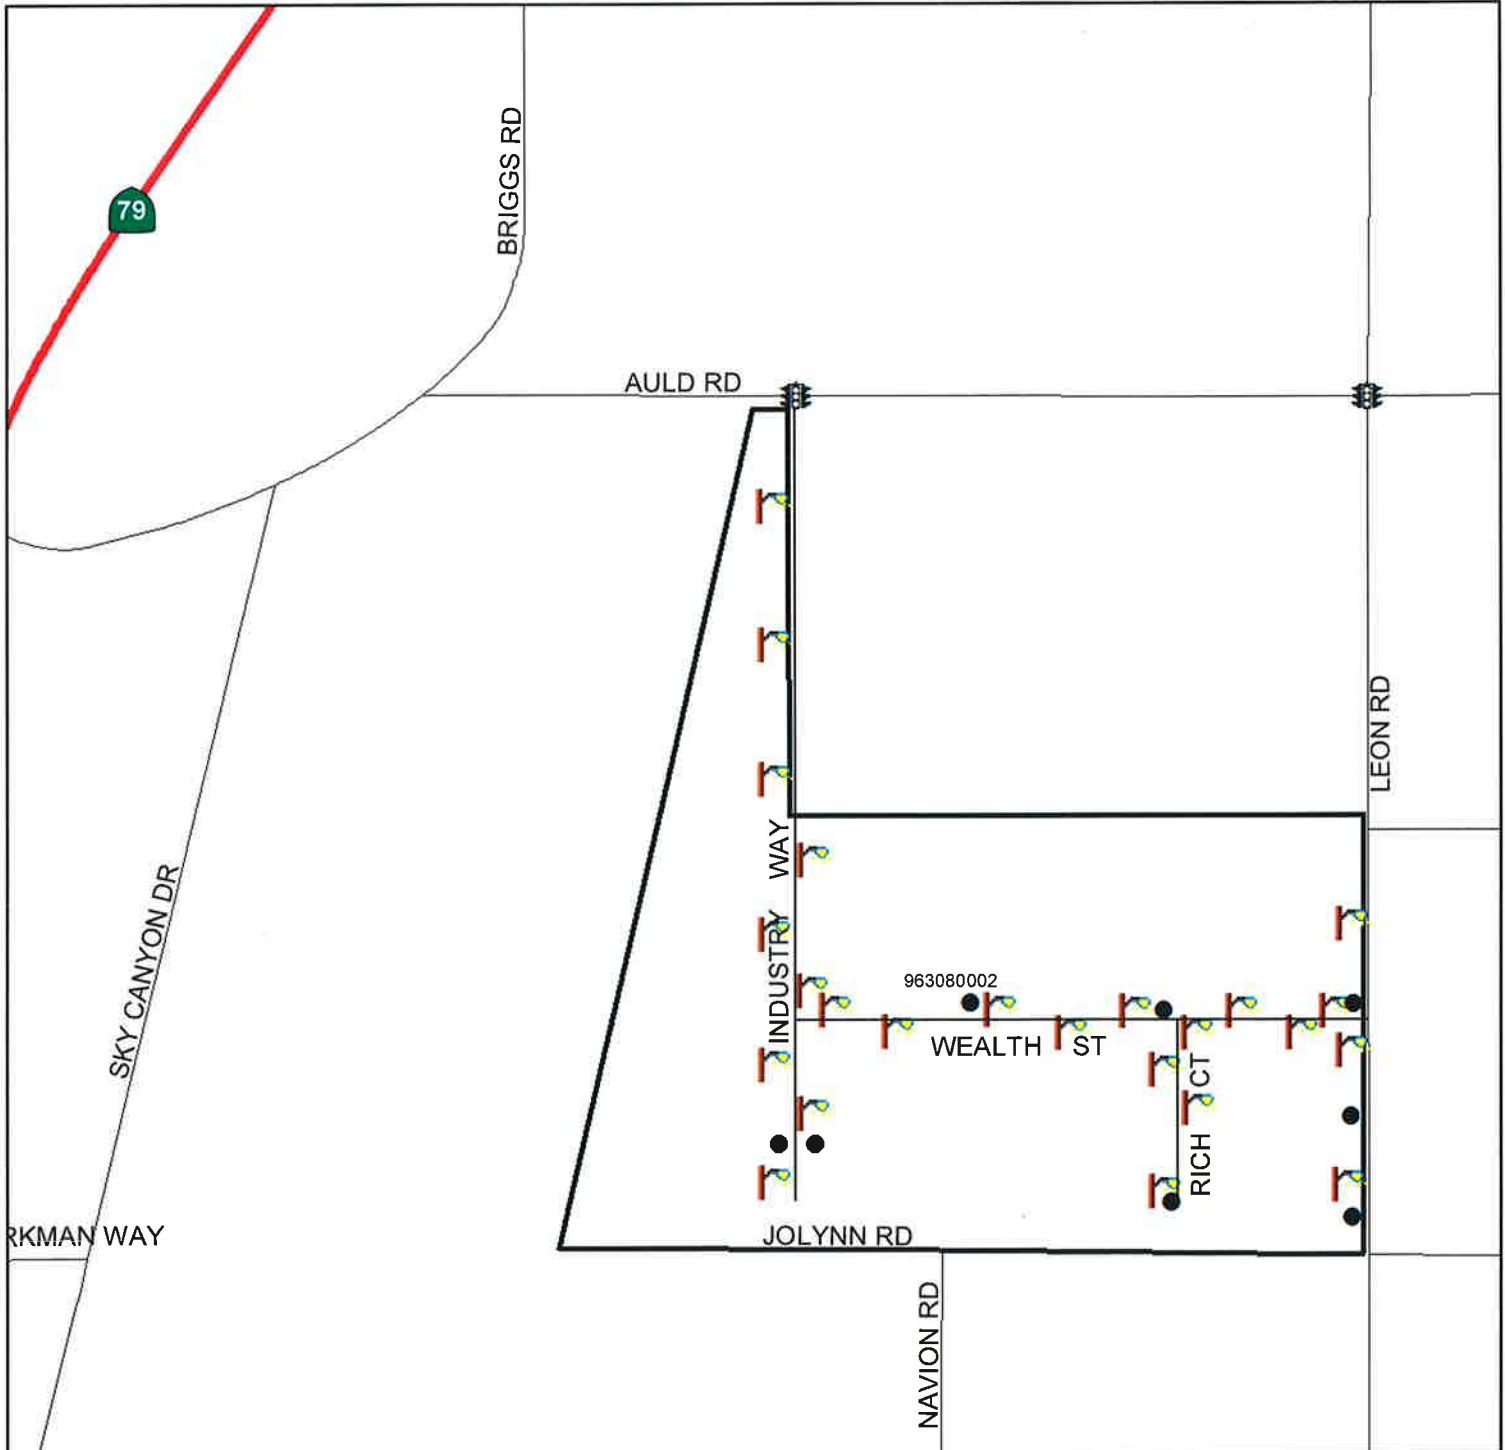 79
BRIGGS RD
AULD RD
LEON RD
INDUSTRY WAY
SKY CANYON DR
963080002
WEALTH ST
RICH CT
RKMAN WAY
JOLYNN RD
NAVION RD